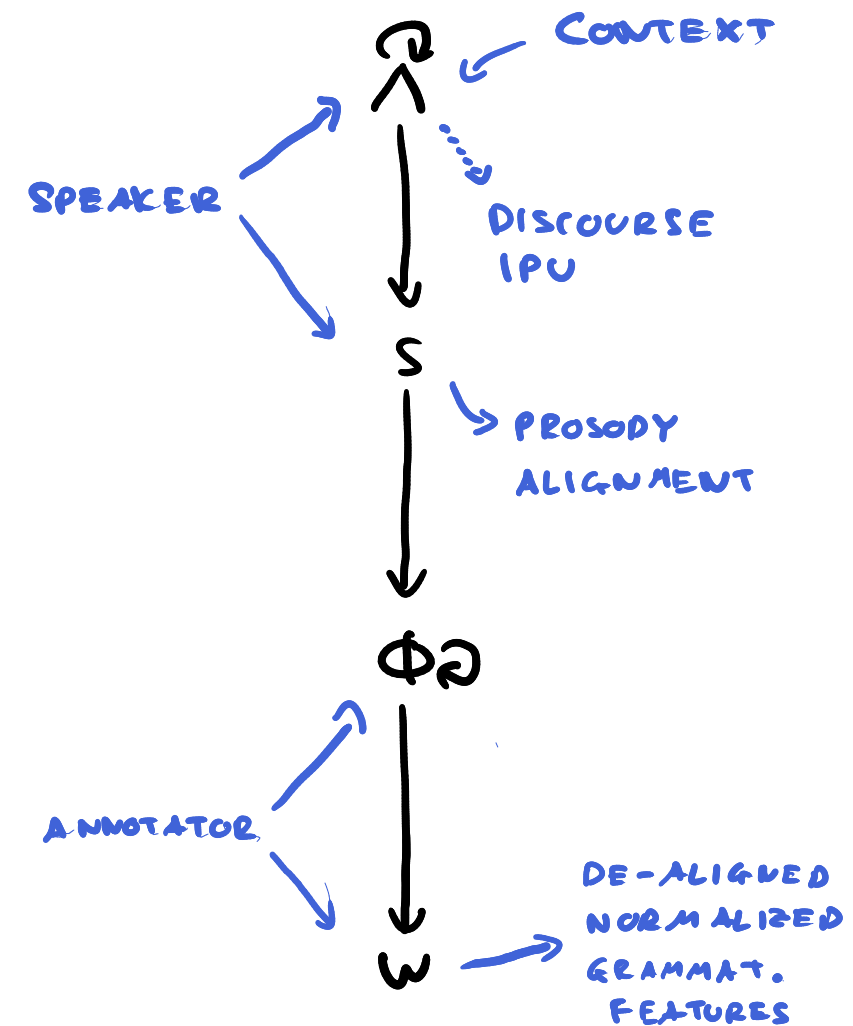 CONTEXT
Λ
SPEAKER
DISCOURSE
IPU
S
PROSODY
ALIGNMENT
Φ
ANNOTATOR
DE-ALIGNED
NORMALIZED
W
GRAMMAT.
FEATURES